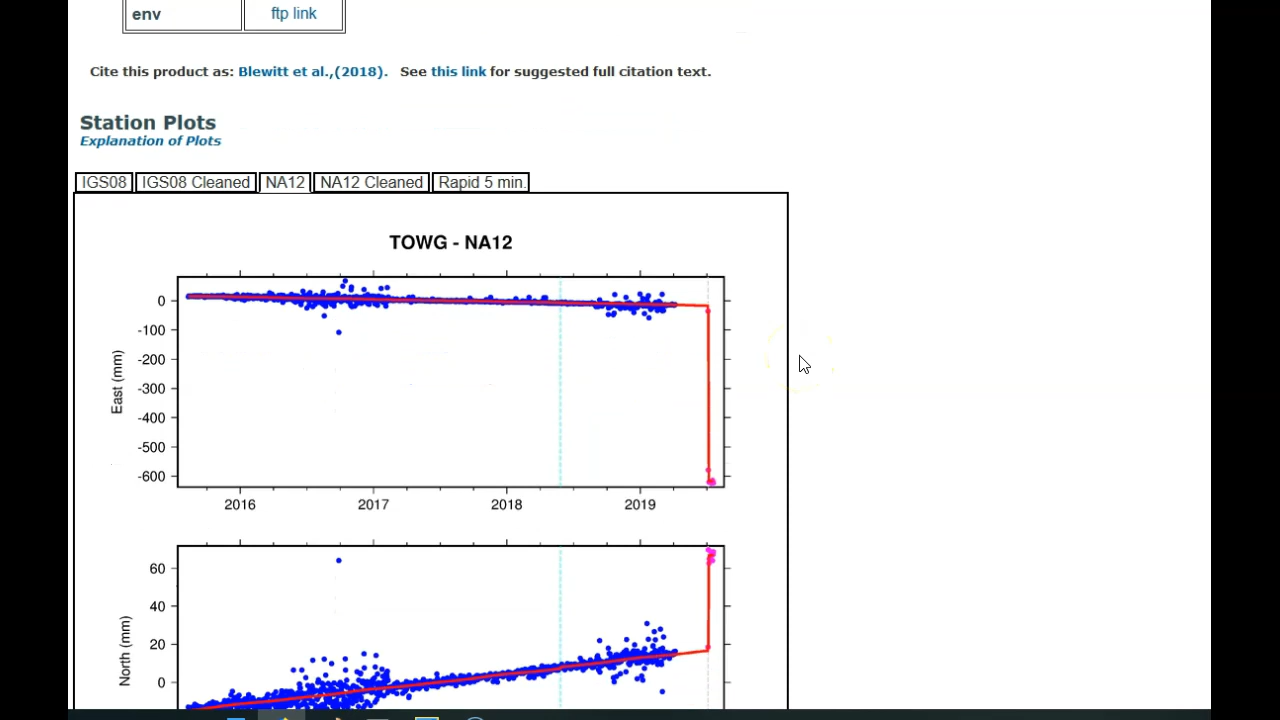 env ftp link
Cite this product as: Blewitt et al.,(2018). See this link for suggested full citation text.
Station Plots
Explanation of Plots
IGS08 IGS08 Cleaned NA12 NA12 Cleaned Rapid 5 min.
TOWG - NA12
0
-100
-200
-300
-400
-500
-600
East (mm)
2016 2017 2018 2019
60
40
20
0
North (mm)